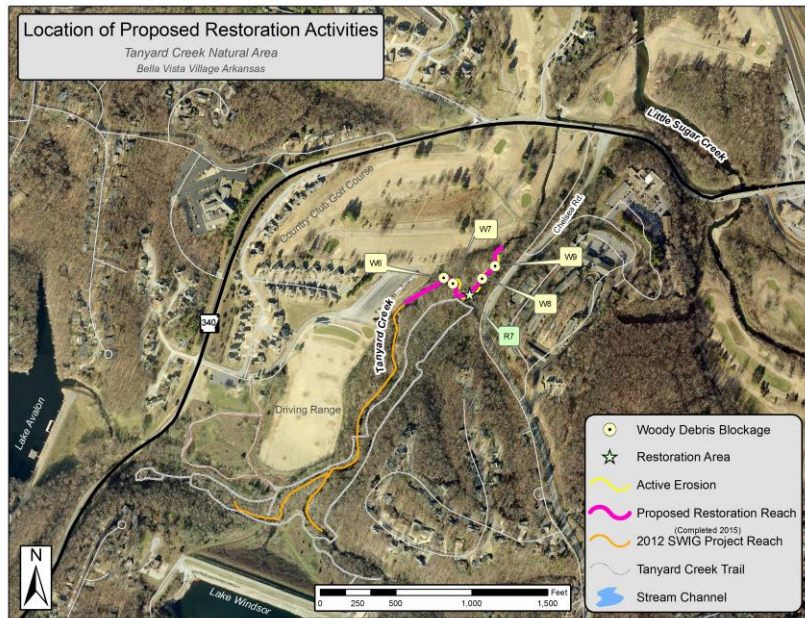 Location of Proposed Restoration Activities
Tanyard Creek Natural Area
Bella Vista Village Arkansas
Little Sugar Creek
Country Club Golf Course
Chelsea Rd
W7
W6
W9
W8
340
Tanyard Creek
R7
Lake Avalon
Driving Range
Woody Debris Blockage
Restoration Area
Active Erosion
Proposed Restoration Reach
(Completed 2015)
2012 SWIG Project Reach
Tanyard Creek Trail
Stream Channel
N
Lake Windsor
Feet
0 250 500 1,000 1,500